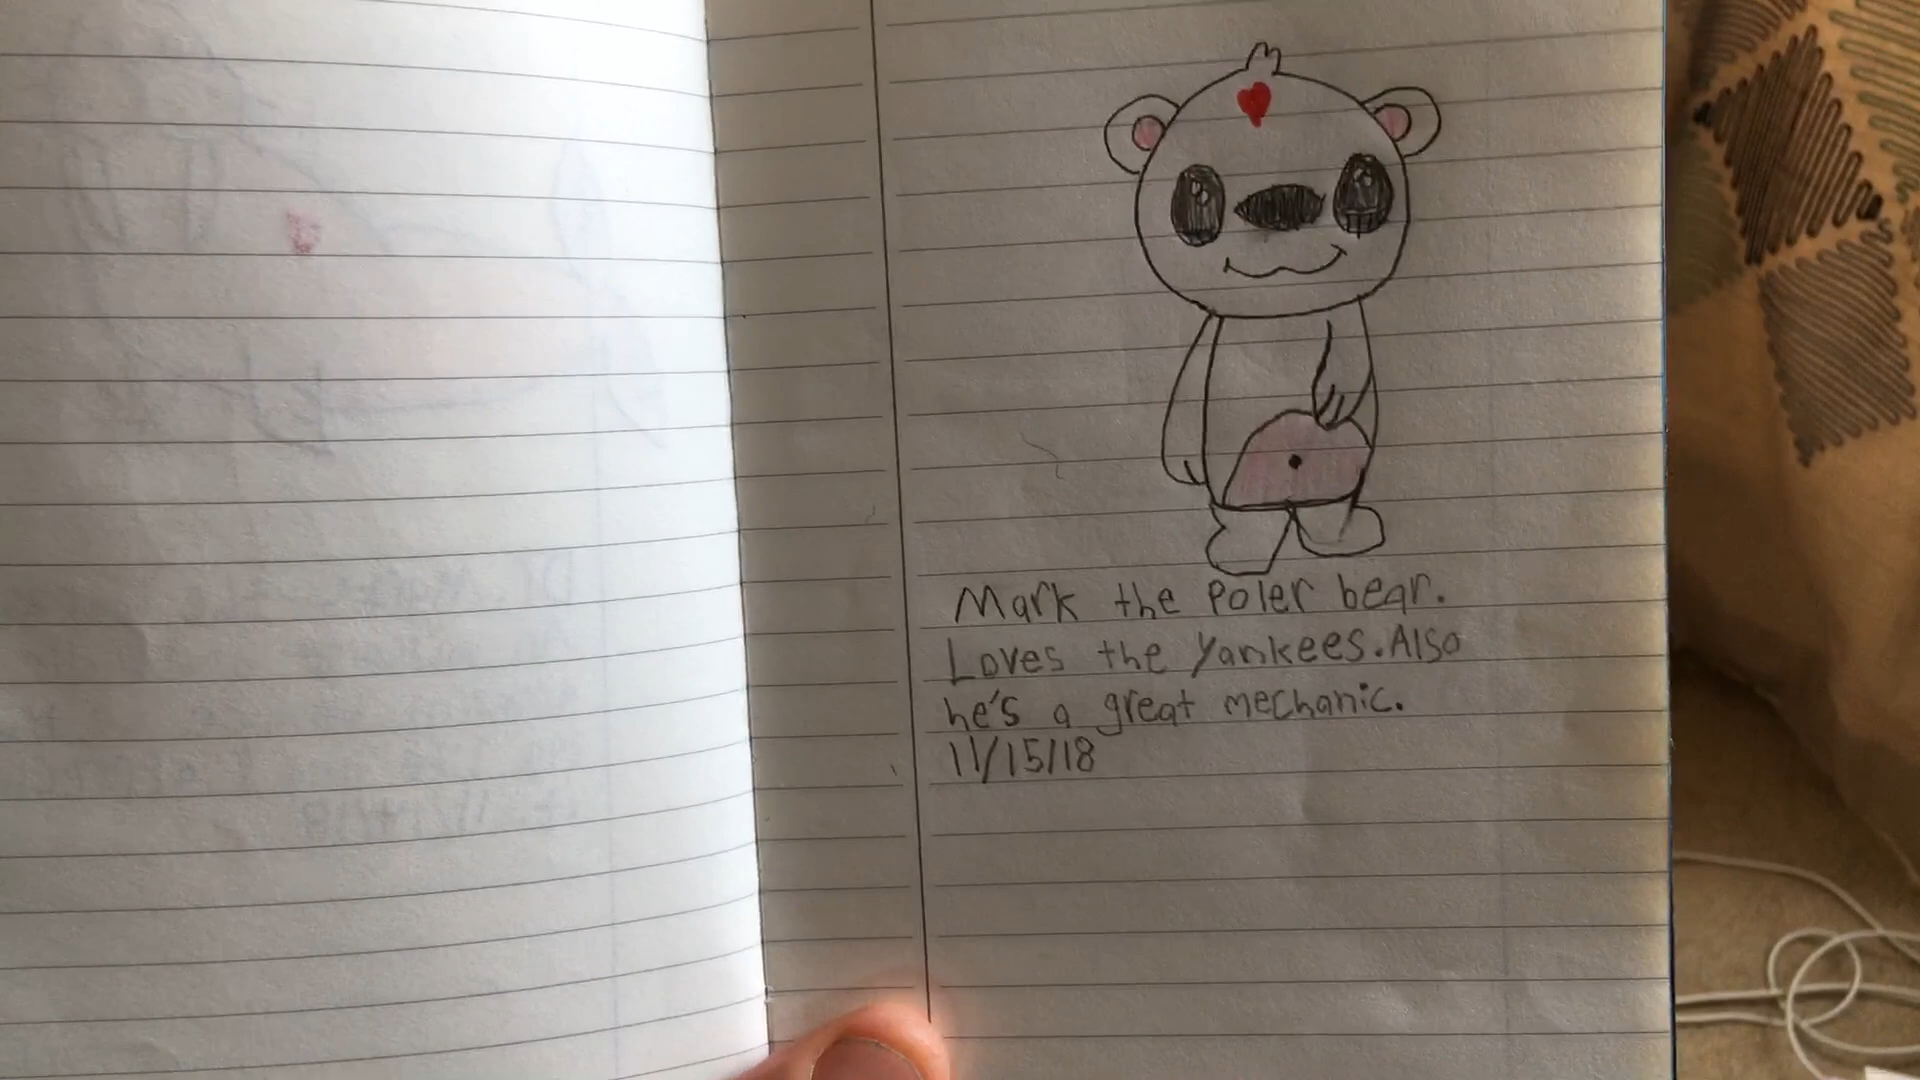 Mark the Poler bear.
Loves the Yankees. Also
he's a great mechanic.
11/15/18